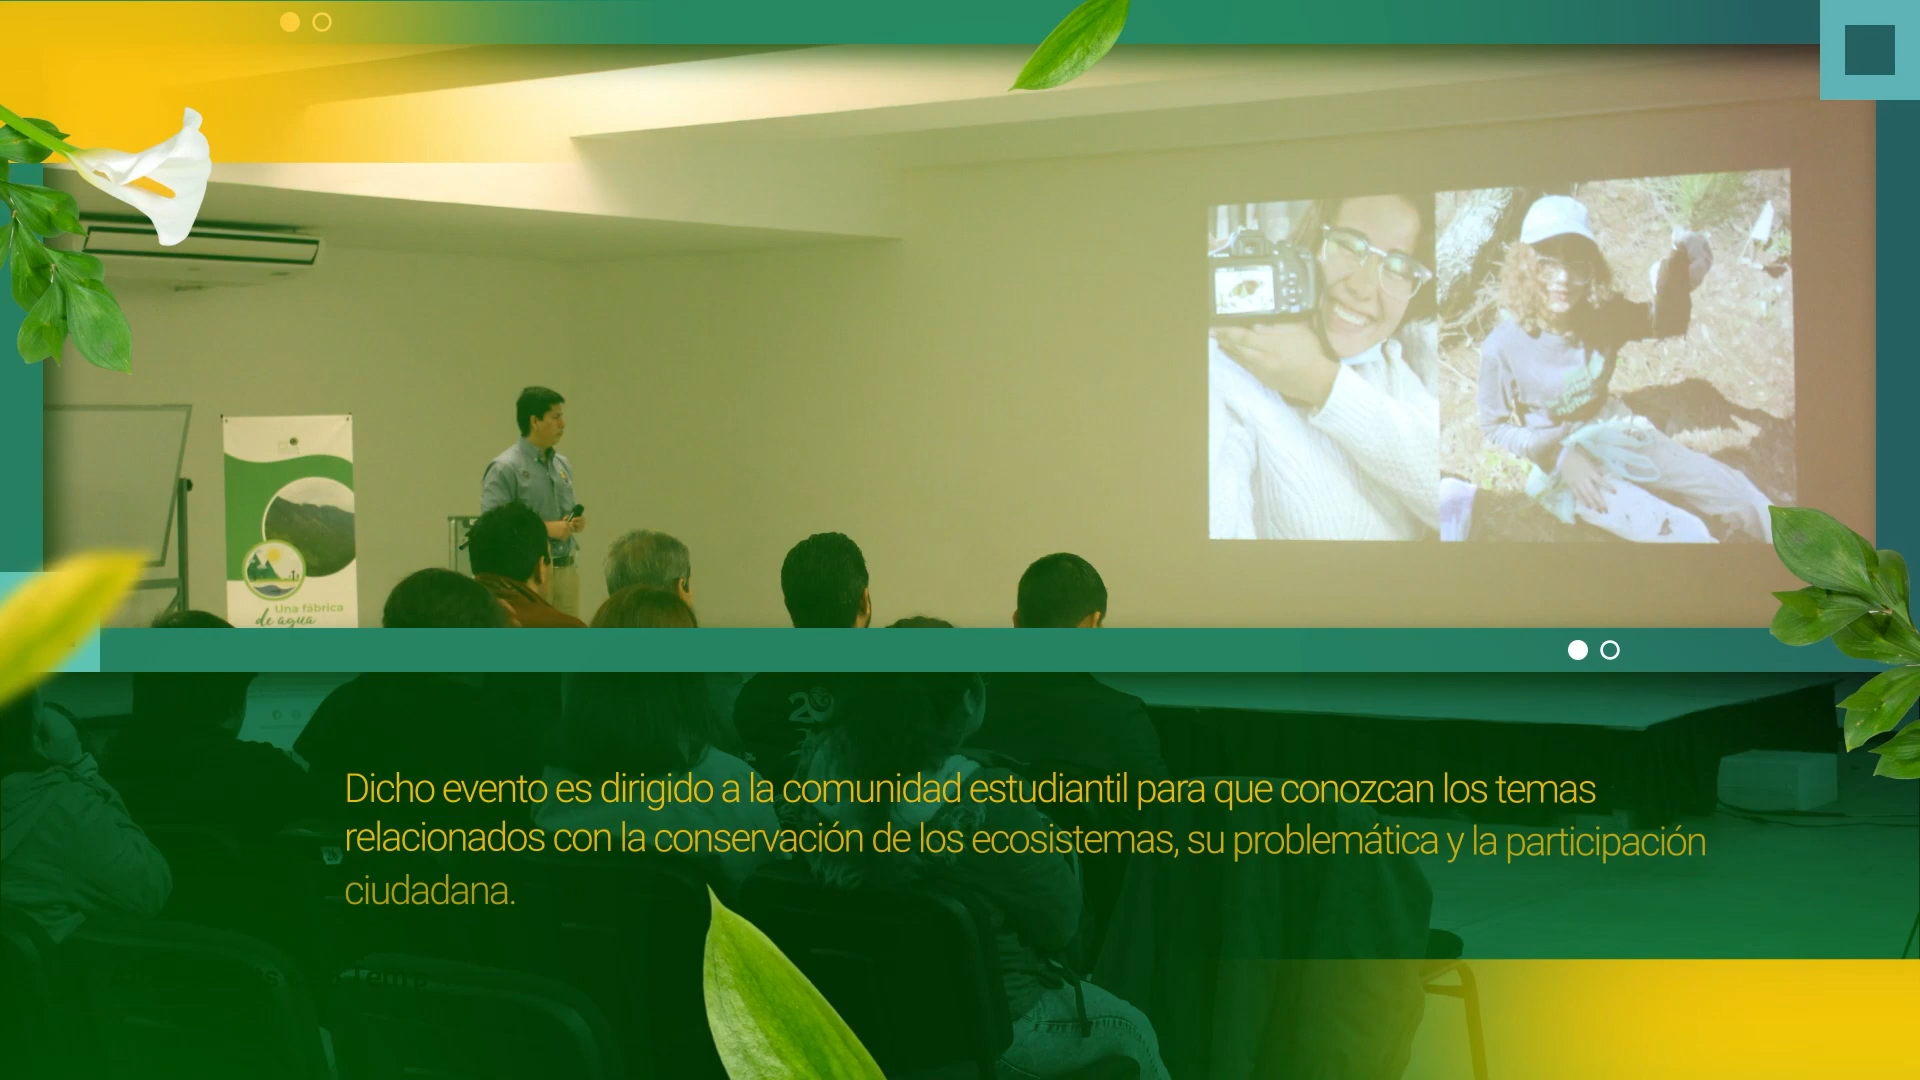 Una fábrica
de agua
20
Dicho evento es dirigido a la comunidad estudiantil para que conozcan los temas
relacionados con la conservación de los ecosistemas, su problemática y la participación
ciudadana.